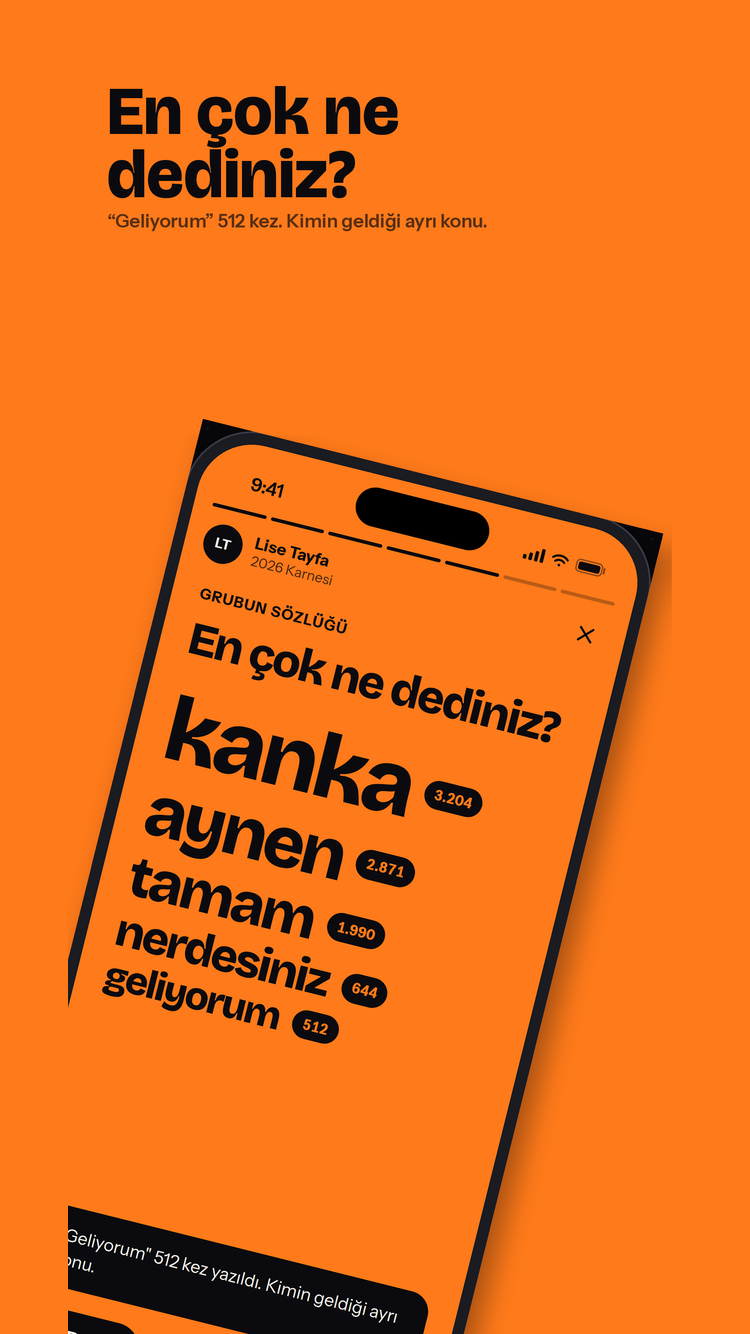 En çok ne
dediniz?
“Geliyorum” 512 kez. Kimin geldiği ayrı konu.
9:41
LT
Lise Tayfa
2026 Karnesi
GRUBUN SÖZLÜĞÜ
En çok ne dediniz?
kanka 3.204
aynen 2.871
tamam 1.990
nerdesiniz 644
geliyorum 512
Geliyorum" 512 kez yazıldı. Kimin geldiği ayrı
onu.